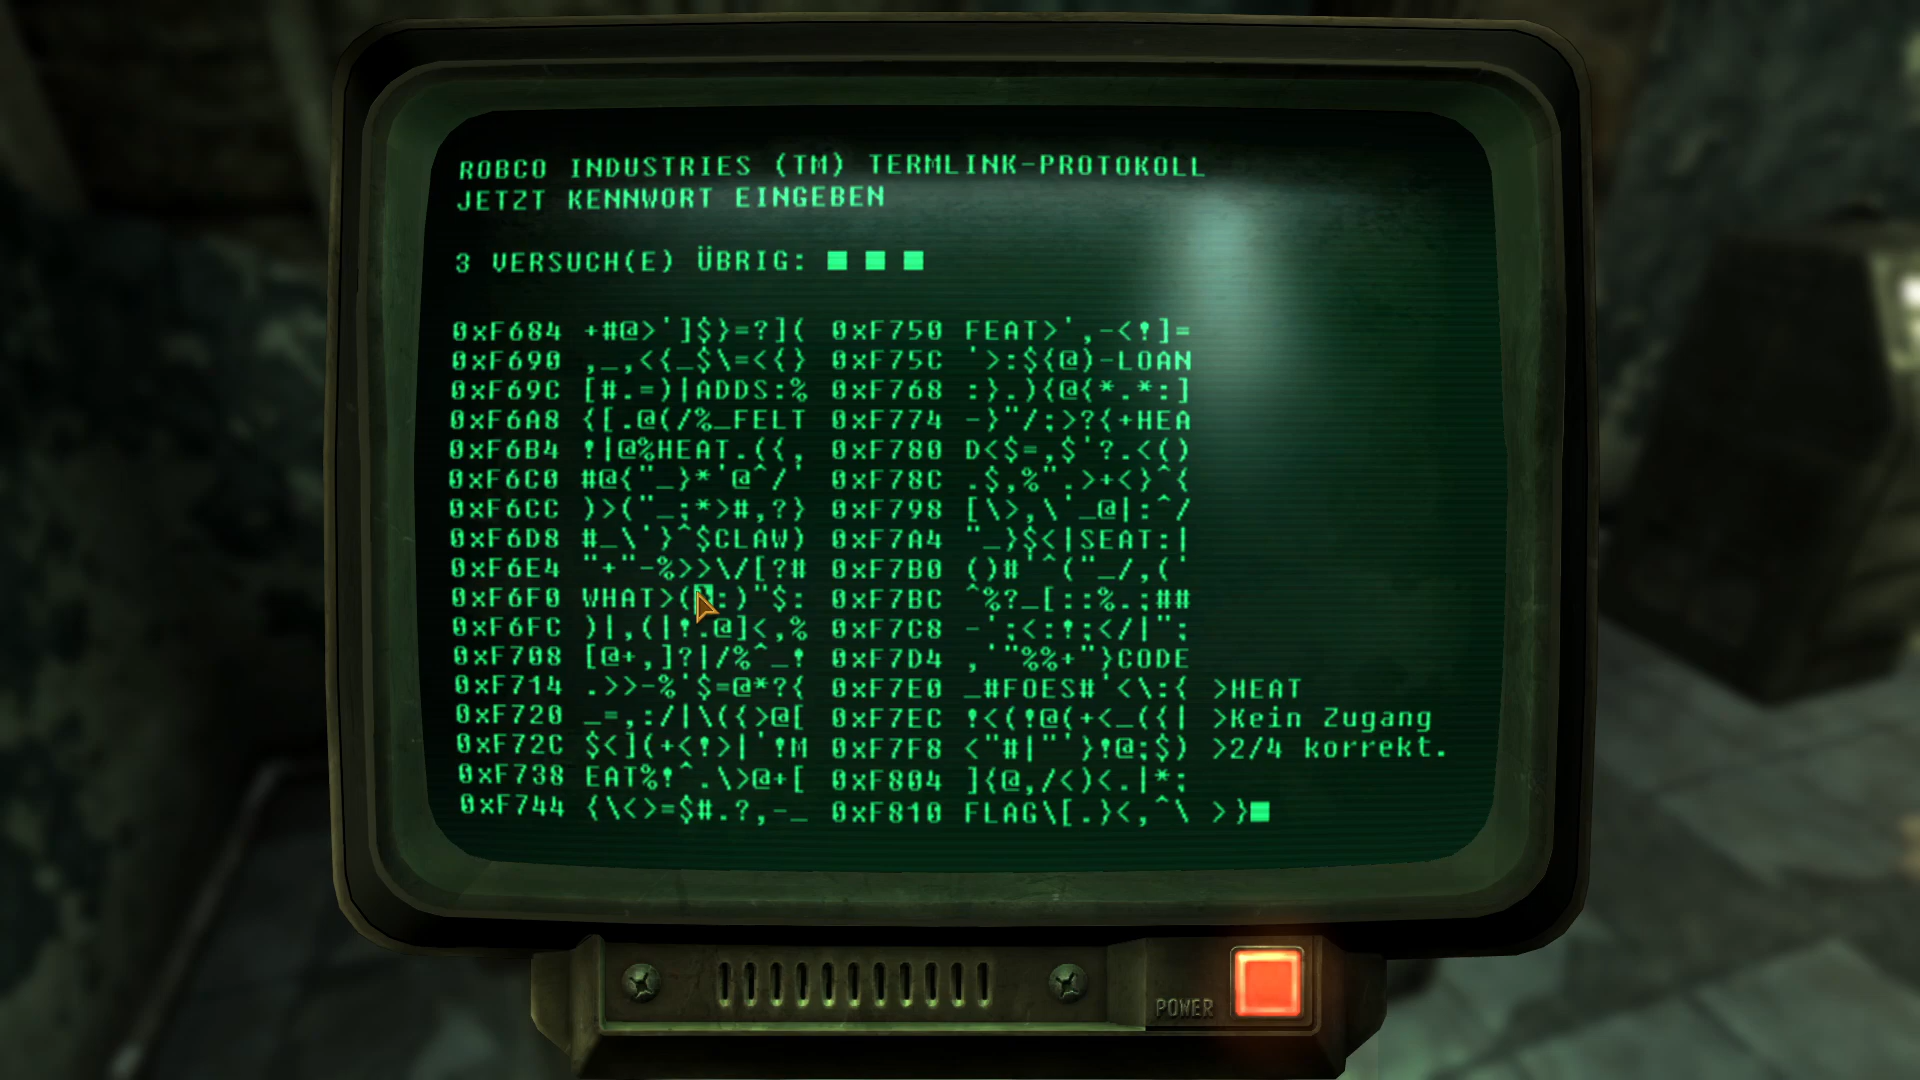 ROBCO INDUSTRIES (TM) TERMLINK-PROTOKOLL
JETZT KENNWORT EINGEBEN
3 VERSUCH(E) ÜBRIG: ■ ■ ■
0xF684 +#@>']$}=?]( 0xF750 FEAT>',-<!]=
0xF690 ,_,<{_$\=<{} 0xF75C '>:${@)-LOAN
0xF69C [#.=)|ADDS:% 0xF768 :}.){@{*.*:]
0xF6A8 {[.@(/%_FELT 0xF774 -}"/:>?{+HEA
0xF6B4 !|@%HEAT.({, 0xF780 D<$=,$'?.<()
0xF6C0 #@{"_}*'@^/' 0xF78C .$,%".>+<}^{
0xF6CC )>("_;*>#,?} 0xF798 [\>,\'_@|:^/
0xF6D8 #_\'}^$CLAW) 0xF7A4 "_}$<|SEAT:|
0xF6E4 "+"-%>>\/[?# 0xF7B0 ()#'^("_/,('
0xF6F0 WHAT>( :)"$: 0xF7BC ^%?_[::%.;##
0xF6FC )|,(|!.@]<,% 0xF7C8 -';<:!;</|";
0xF708 [@+,]?|/%^_! 0xF7D4 ,'"%%+"}CODE
0xF714 .>>-%'$=@*?{ 0xF7E0 _#FOES#'<\:{ >HEAT
0xF720 _=,:/|\({>@[ 0xF7EC !<(!@(+<_({| >Kein Zugang
0xF72C $<](+<!>|'!M 0xF7F8 <"#|"'}!@;$) >2/4 korrekt.
0xF738 EAT%!^.\>@+[ 0xF804 ]{@,/<)<.|*;
0xF744 {\<>=$#.?,-_ 0xF810 FLAG\[.}<,^\ >}■
POWER